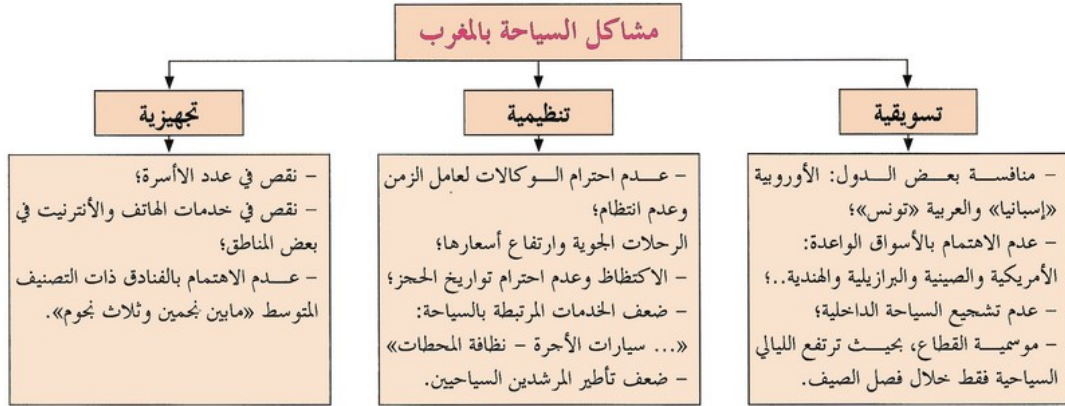 مشاكل السياحة بالمغرب
تسويقية
– منافسة بعض الدول: الأوروبية
«إسبانيا» والعربية «تونس»؛
– عدم الاهتمام بالأسواق الواعدة:
الأمريكية والصينية والبرازيلية والهندية..؛
– عدم تشجيع السياحة الداخلية؛
– موسمية القطاع، بحيث ترتفع الليالي
السياحية فقط خلال فصل الصيف.
تنظيمية
– عدم احترام الوكالات لعامل الزمن
وعدم انتظام؛
الرحلات الجوية وارتفاع أسعارها؛
– الاكتظاظ وعدم احترام تواريخ الحجز؛
– ضعف الخدمات المرتبطة بالسياحة:
«... سيارات الأجرة – نظافة المحطات»
– ضعف تأطير المرشدين السياحيين.
تجهيزية
– نقص في عدد الاأسرة؛
– نقص في خدمات الهاتف والأنترنيت في
بعض المناطق؛
– عدم الاهتمام بالفنادق ذات التصنيف
المتوسط «مابين نجمين وثلاث نجوم».